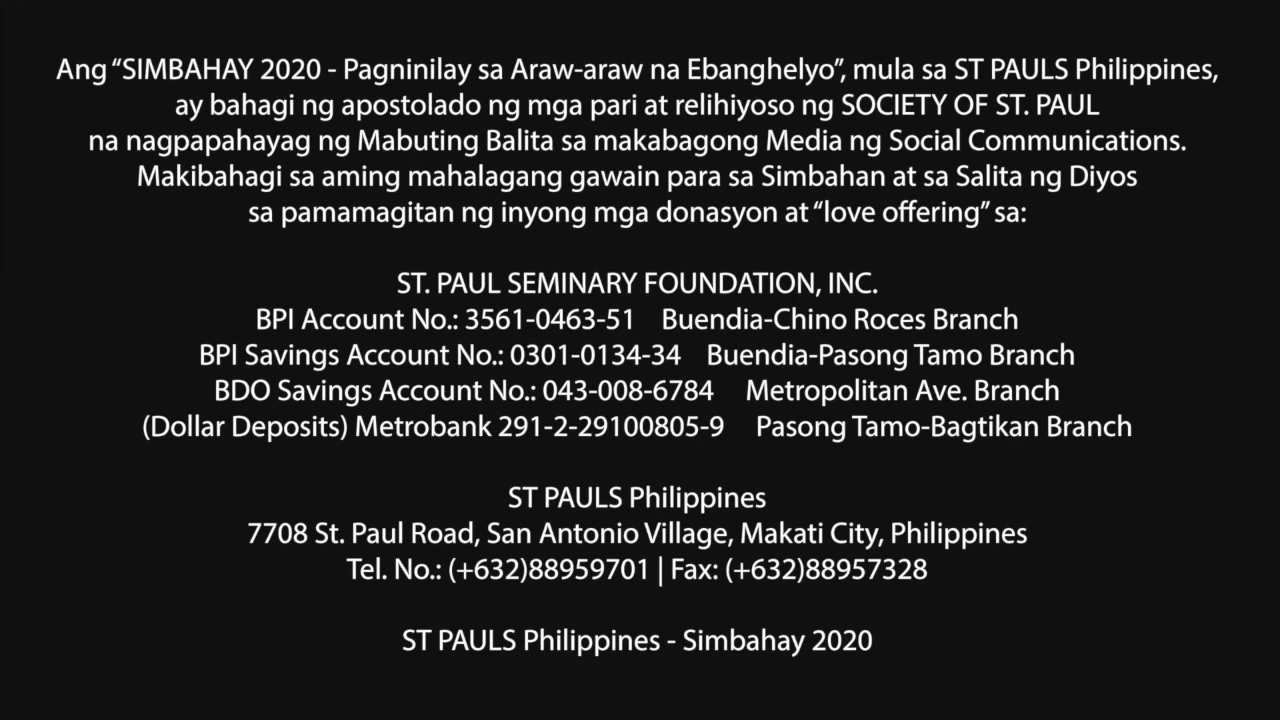 Ang “SIMBAHAY 2020 - Pagninilay sa Araw-araw na Ebanghelyo”, mula sa ST PAULS Philippines,
ay bahagi ng apostolado ng mga pari at relihiyoso ng SOCIETY OF ST. PAUL
na nagpapahayag ng Mabuting Balita sa makabagong Media ng Social Communications.
Makibahagi sa aming mahalagang gawain para sa Simbahan at sa Salita ng Diyos
sa pamamagitan ng inyong mga donasyon at “love offering” sa:
ST. PAUL SEMINARY FOUNDATION, INC.
BPI Account No.: 3561-0463-51 Buendia-Chino Roces Branch
BPI Savings Account No.: 0301-0134-34 Buendia-Pasong Tamo Branch
BDO Savings Account No.: 043-008-6784 Metropolitan Ave. Branch
(Dollar Deposits) Metrobank 291-2-29100805-9 Pasong Tamo-Bagtikan Branch
ST PAULS Philippines
7708 St. Paul Road, San Antonio Village, Makati City, Philippines
Tel. No.: (+632)88959701 | Fax: (+632)88957328
ST PAULS Philippines - Simbahay 2020